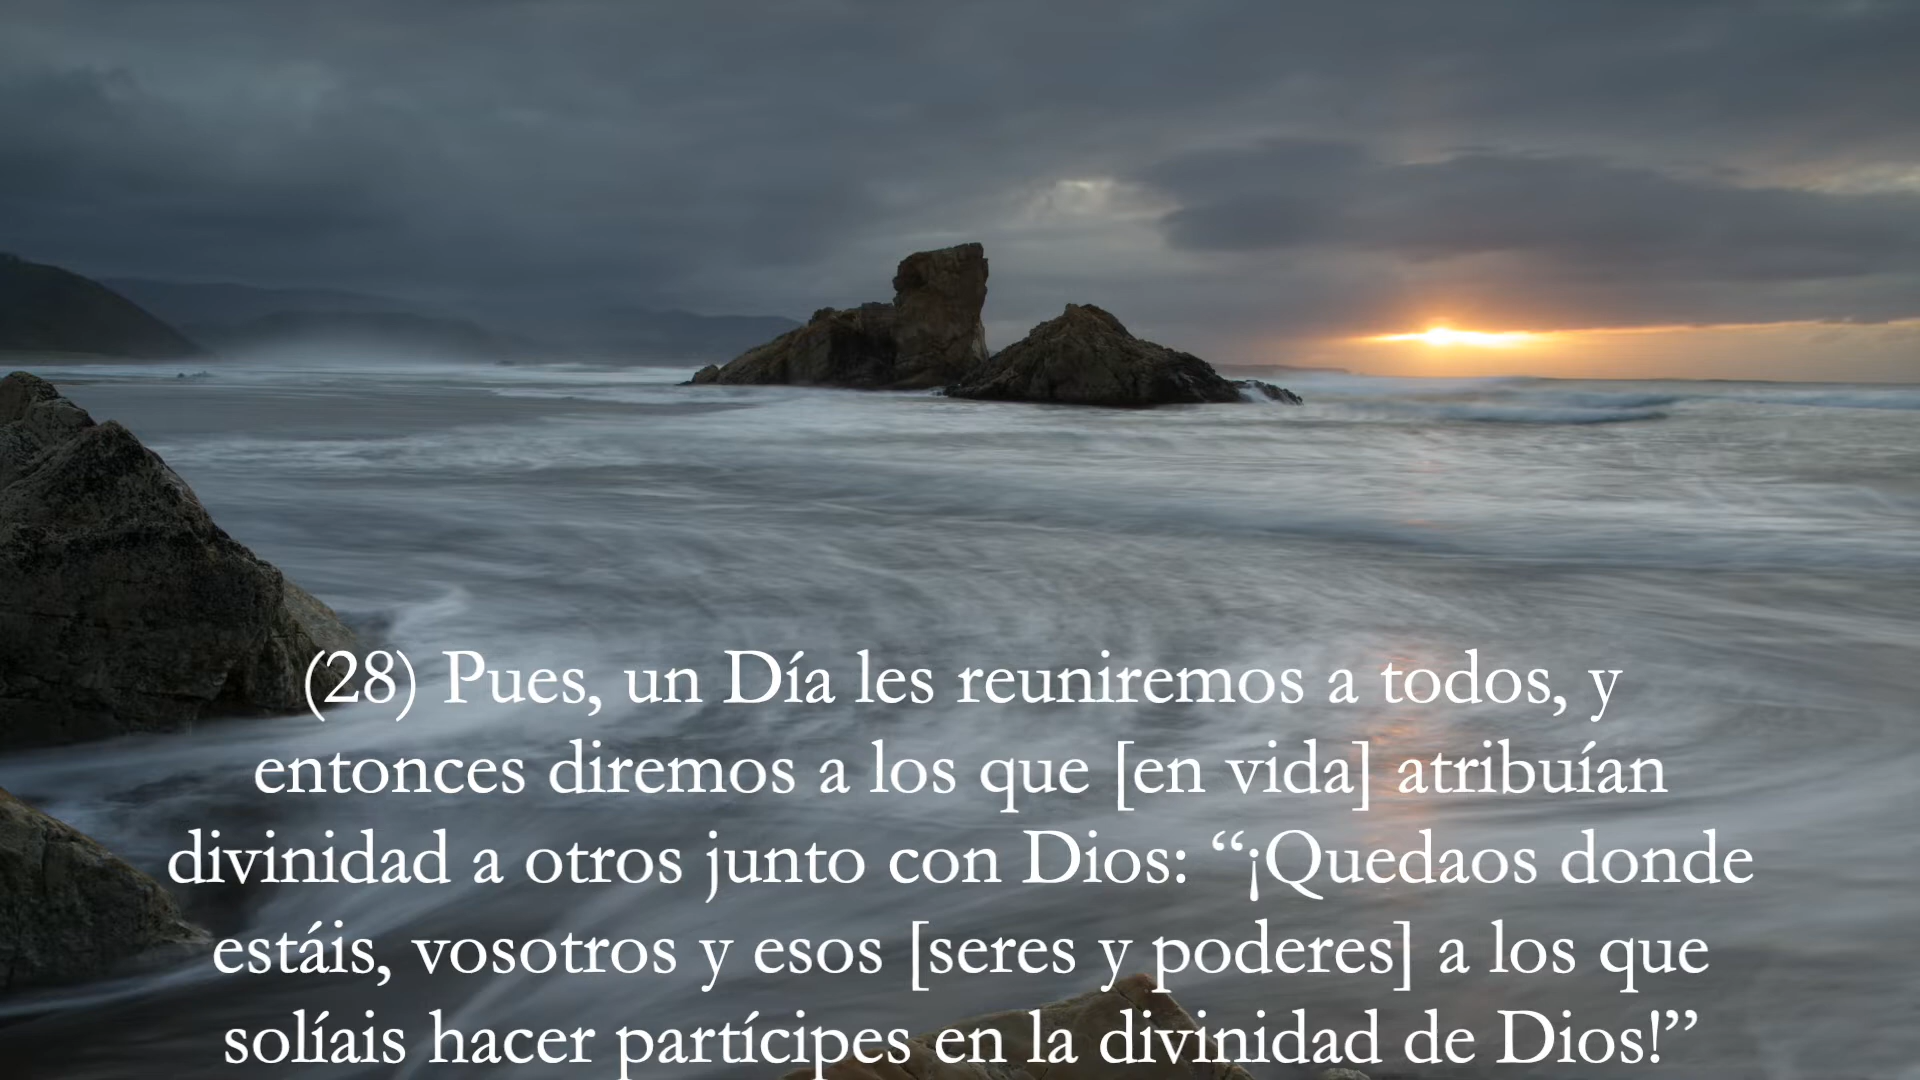 (28) Pues, un Día les reuniremos a todos, y
entonces diremos a los que [en vida] atribuían
divinidad a otros junto con Dios: “¡Quedaos donde
estáis, vosotros y esos [seres y poderes] a los que
solíais hacer partícipes en la divinidad de Dios!”